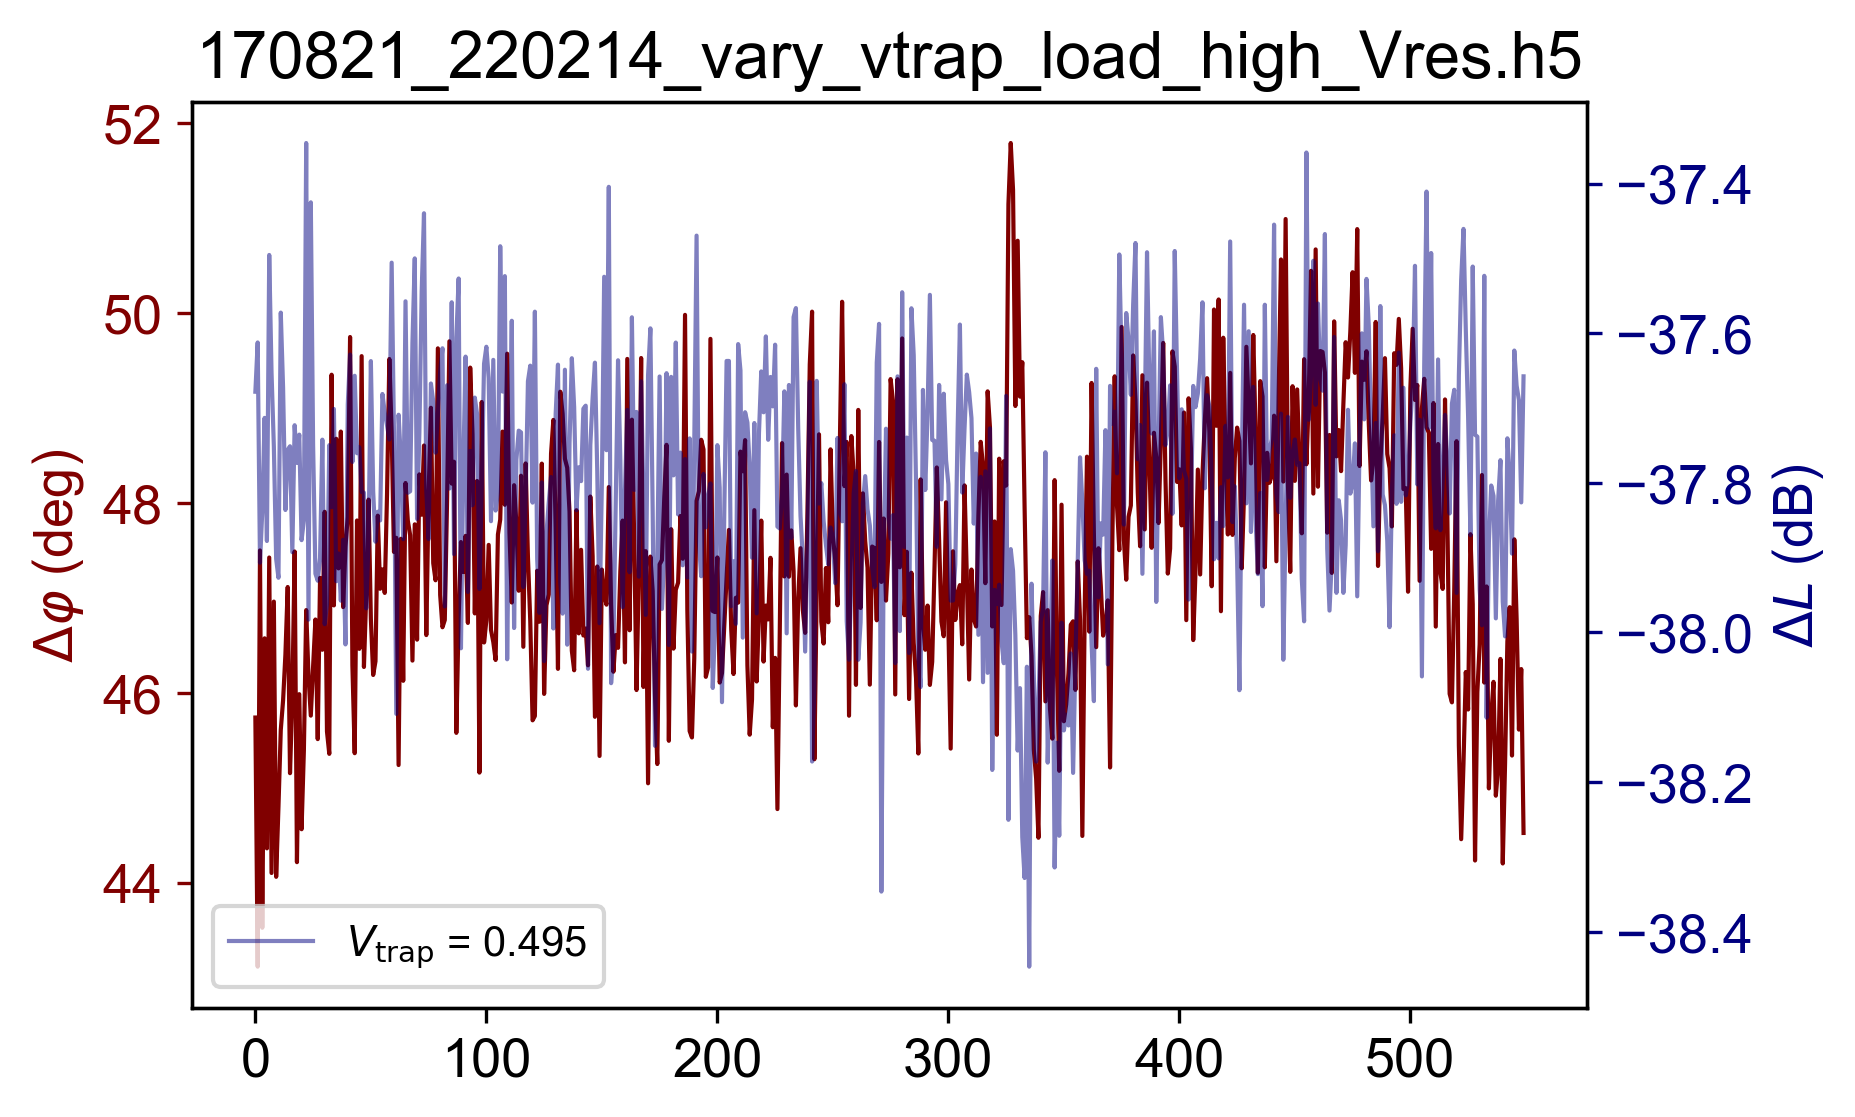 170821_220214_vary_vtrap_load_high_Vres.h5
52
50
48
46
44
Δφ (deg)
−37.4
−37.6
−37.8
−38.0
−38.2
−38.4
ΔL (dB)
Vtrap = 0.495
0 100 200 300 400 500